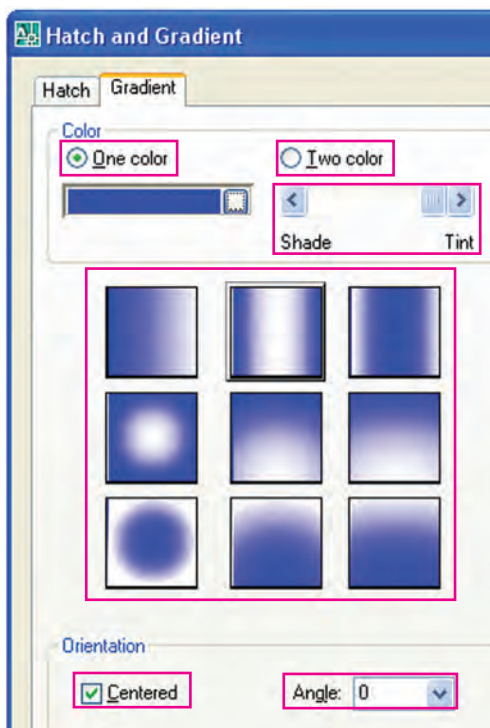 Hatch and Gradient
Hatch Gradient
Color
One color Two color
Shade Tint
Orientation
Centered Angle: 0